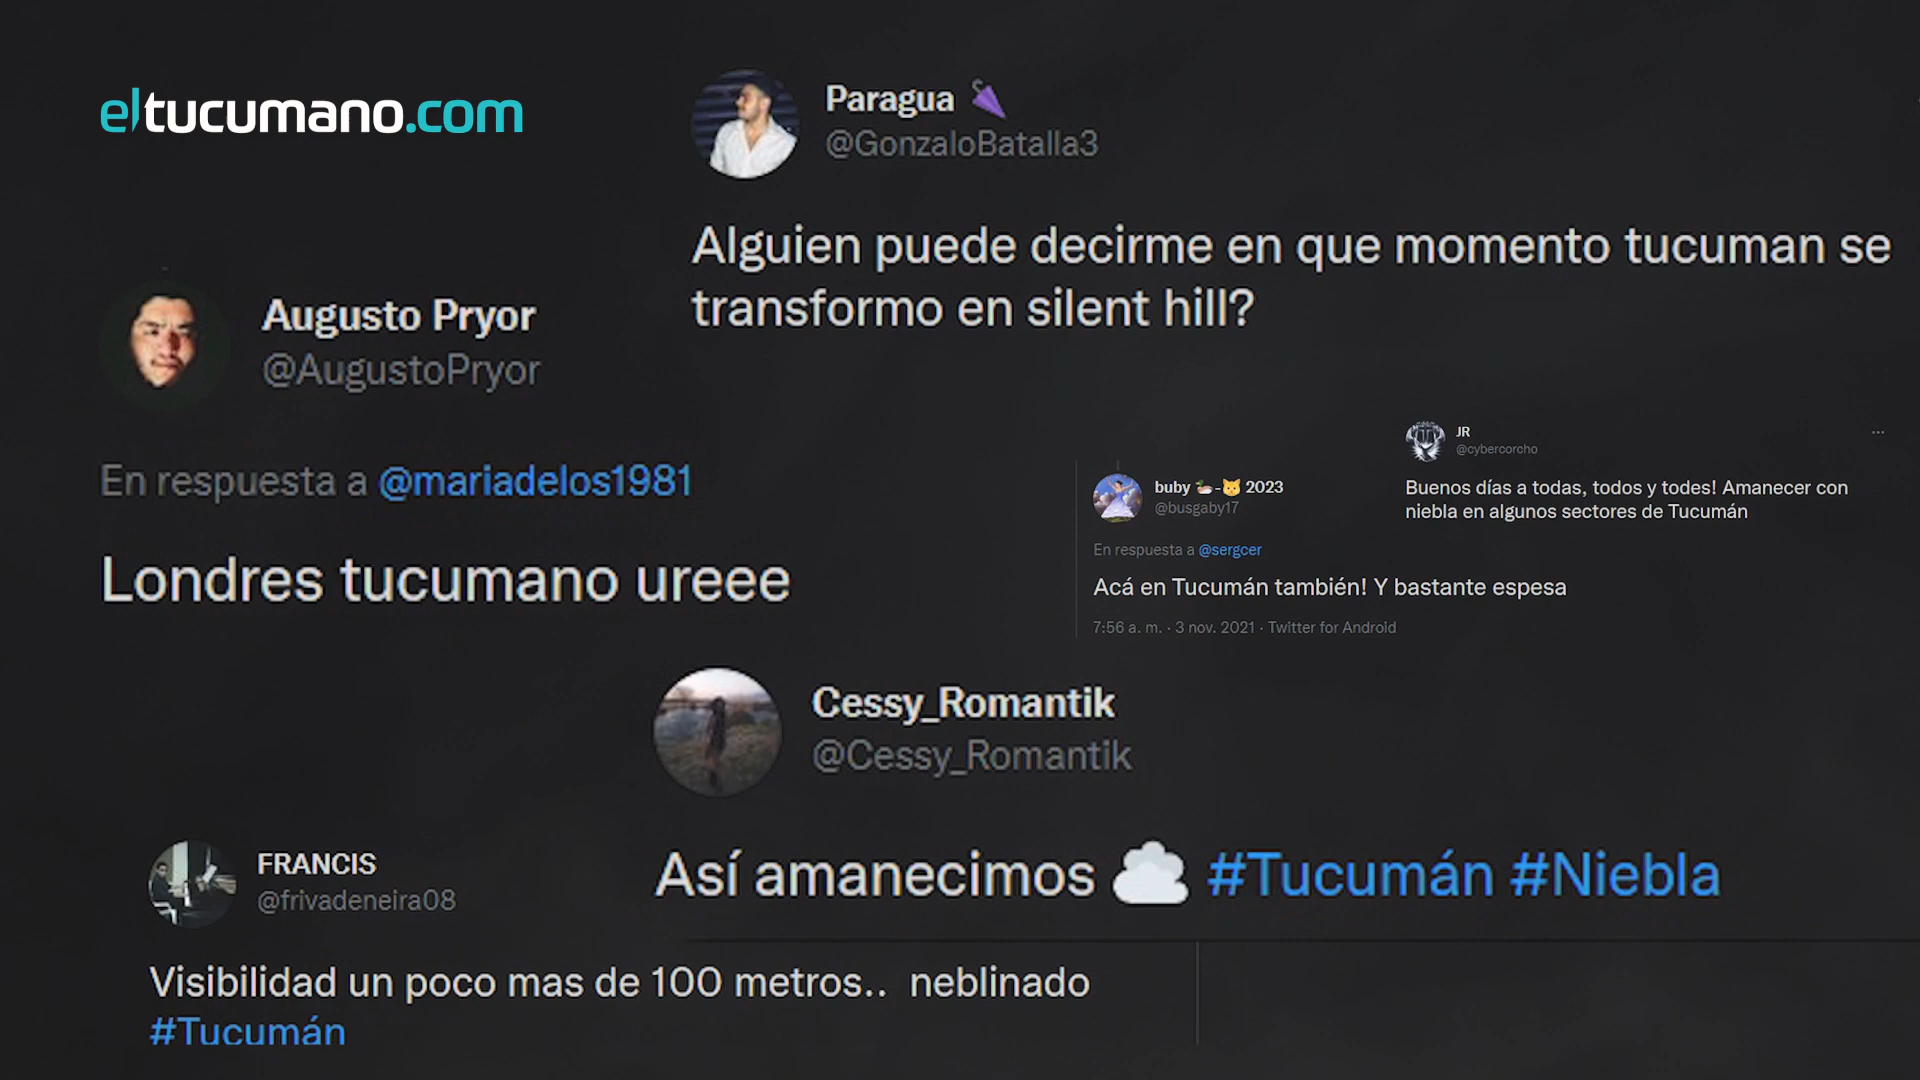 eltucumano.com
Paragua
@GonzaloBatalla3
Alguien puede decirme en que momento tucuman se
transformo en silent hill?
Augusto Pryor
@AugustoPryor
En respuesta a @mariadelos1981
Londres tucumano ureee
JR
@cybercorcho
Buenos días a todas, todos y todes! Amanecer con
niebla en algunos sectores de Tucumán
buby 🦆-🐱 2023
@busgaby17
En respuesta a @sergcer
Acá en Tucumán también! Y bastante espesa
7:56 a. m. · 3 nov. 2021 · Twitter for Android
Cessy_Romantik
@Cessy_Romantik
Así amanecimos ☁️ #Tucumán #Niebla
FRANCIS
@frivadeneira08
Visibilidad un poco mas de 100 metros.. neblinado
#Tucumán